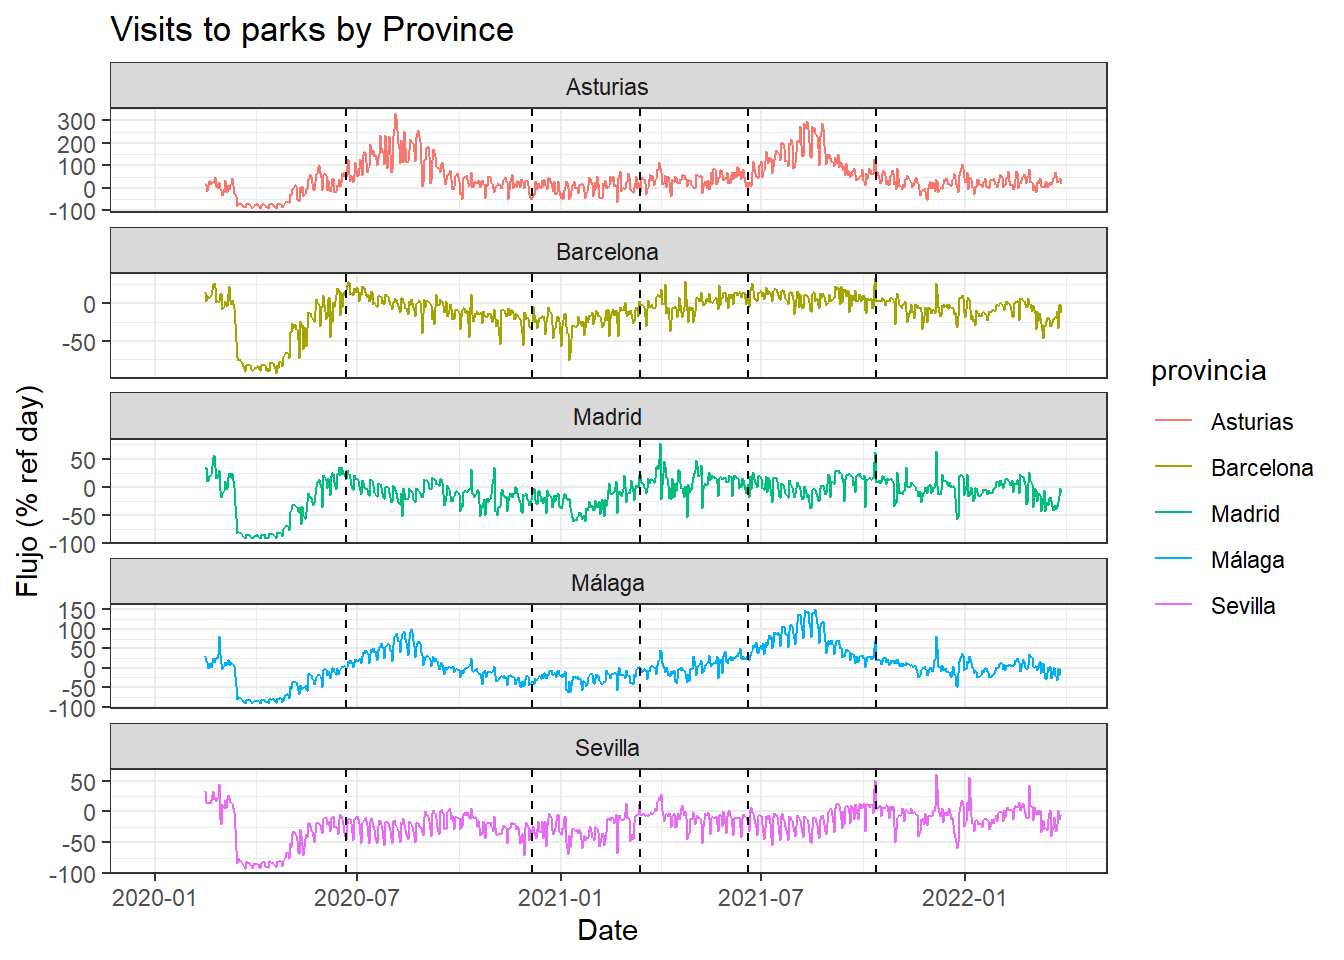 Visits to parks by Province
Asturias
300
200
100
0
-100
Barcelona
0
-50
Madrid
50
0
-50
-100
Málaga
150
100
50
0
-50
-100
Sevilla
50
0
-50
-100
2020-01 2020-07 2021-01 2021-07 2022-01
Date
Flujo (% ref day)
provincia
Asturias
Barcelona
Madrid
Málaga
Sevilla